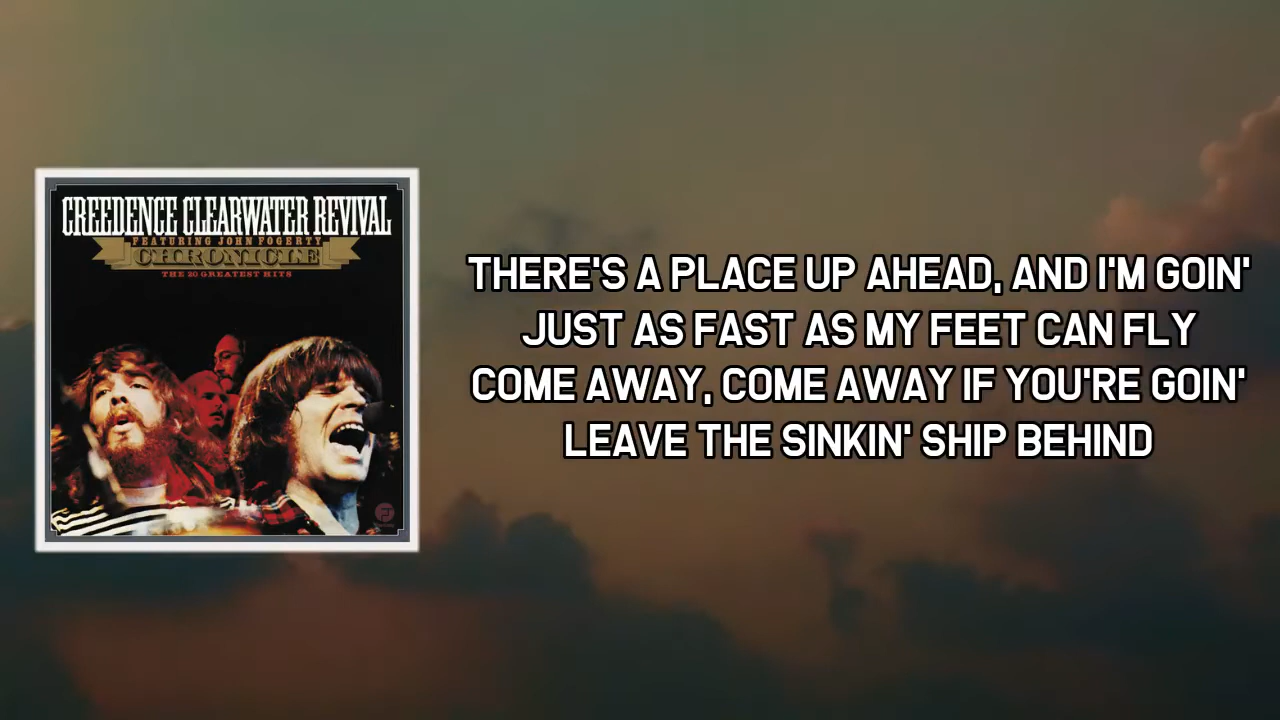 CREEDENCE CLEARWATER REVIVAL
FEATURING JOHN FOGERTY
CHRONICLE
THE 20 GREATEST HITS
THERE'S A PLACE UP AHEAD, AND I'M GOIN'
JUST AS FAST AS MY FEET CAN FLY
COME AWAY, COME AWAY IF YOU'RE GOIN'
LEAVE THE SINKIN' SHIP BEHIND